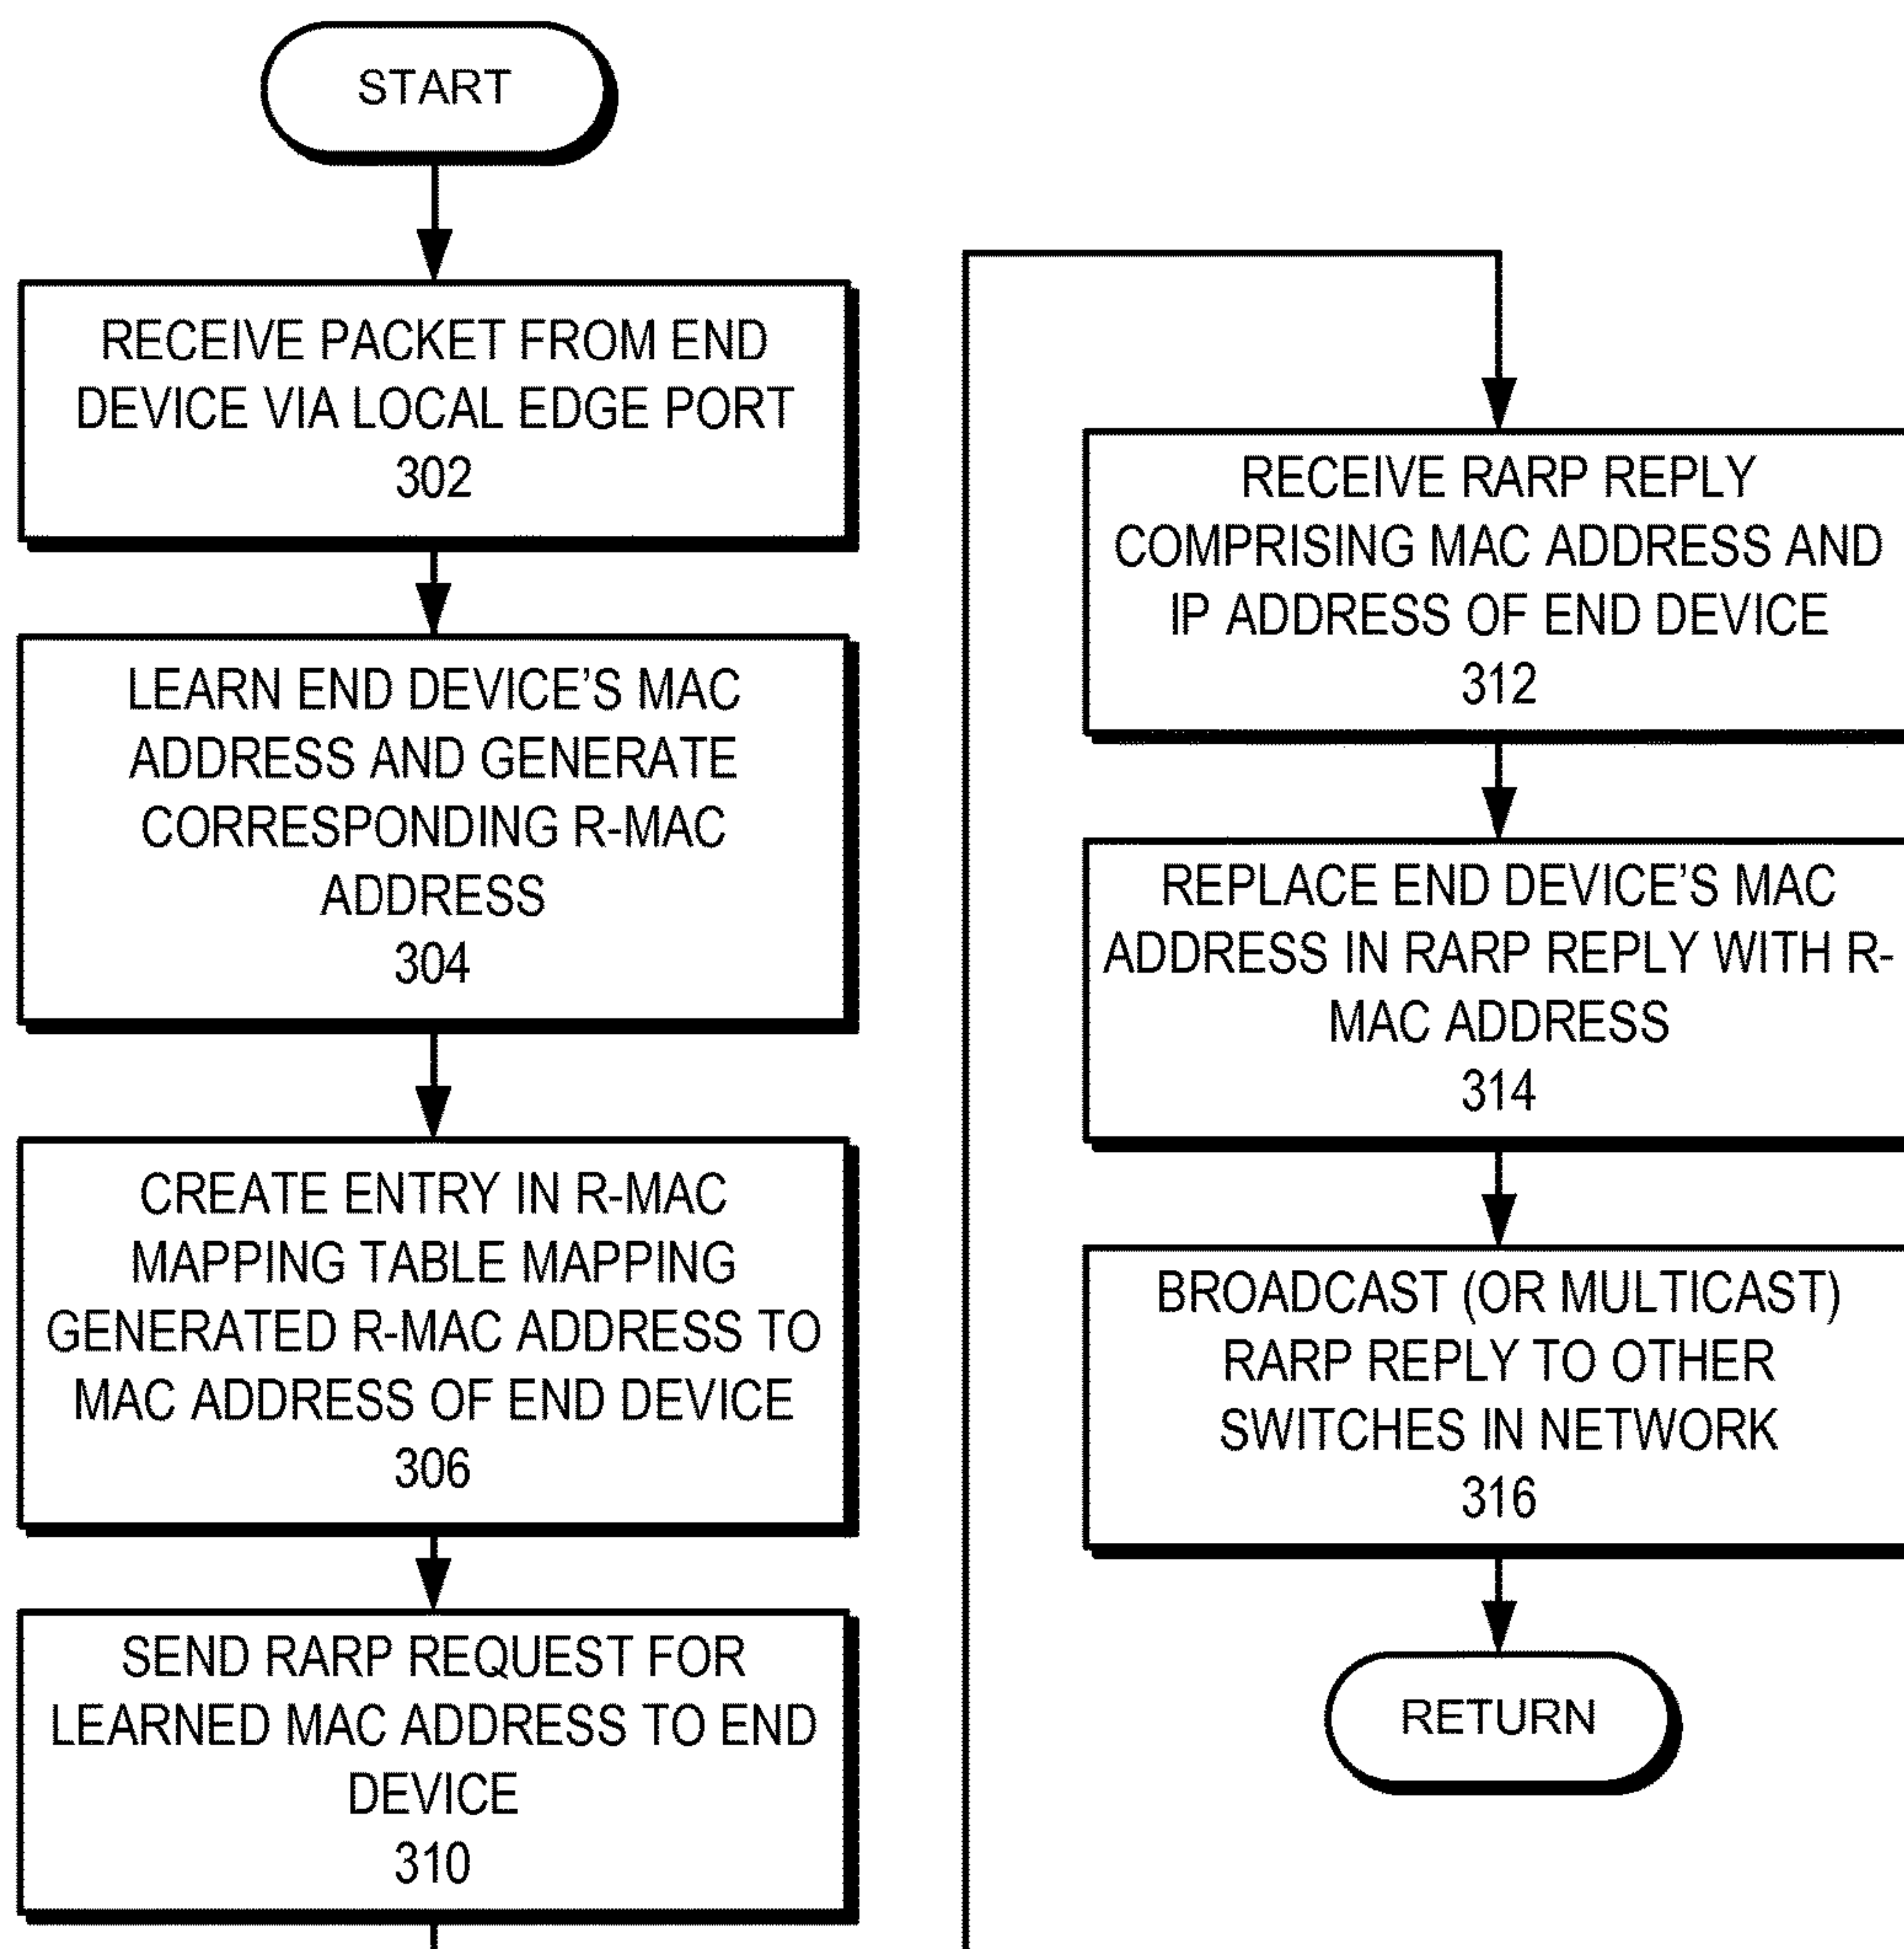 START
RECEIVE PACKET FROM END
DEVICE VIA LOCAL EDGE PORT
302
LEARN END DEVICE'S MAC
ADDRESS AND GENERATE
CORRESPONDING R-MAC
ADDRESS
304
CREATE ENTRY IN R-MAC
MAPPING TABLE MAPPING
GENERATED R-MAC ADDRESS TO
MAC ADDRESS OF END DEVICE
306
SEND RARP REQUEST FOR
LEARNED MAC ADDRESS TO END
DEVICE
310
RECEIVE RARP REPLY
COMPRISING MAC ADDRESS AND
IP ADDRESS OF END DEVICE
312
REPLACE END DEVICE'S MAC
ADDRESS IN RARP REPLY WITH R-
MAC ADDRESS
314
BROADCAST (OR MULTICAST)
RARP REPLY TO OTHER
SWITCHES IN NETWORK
316
RETURN